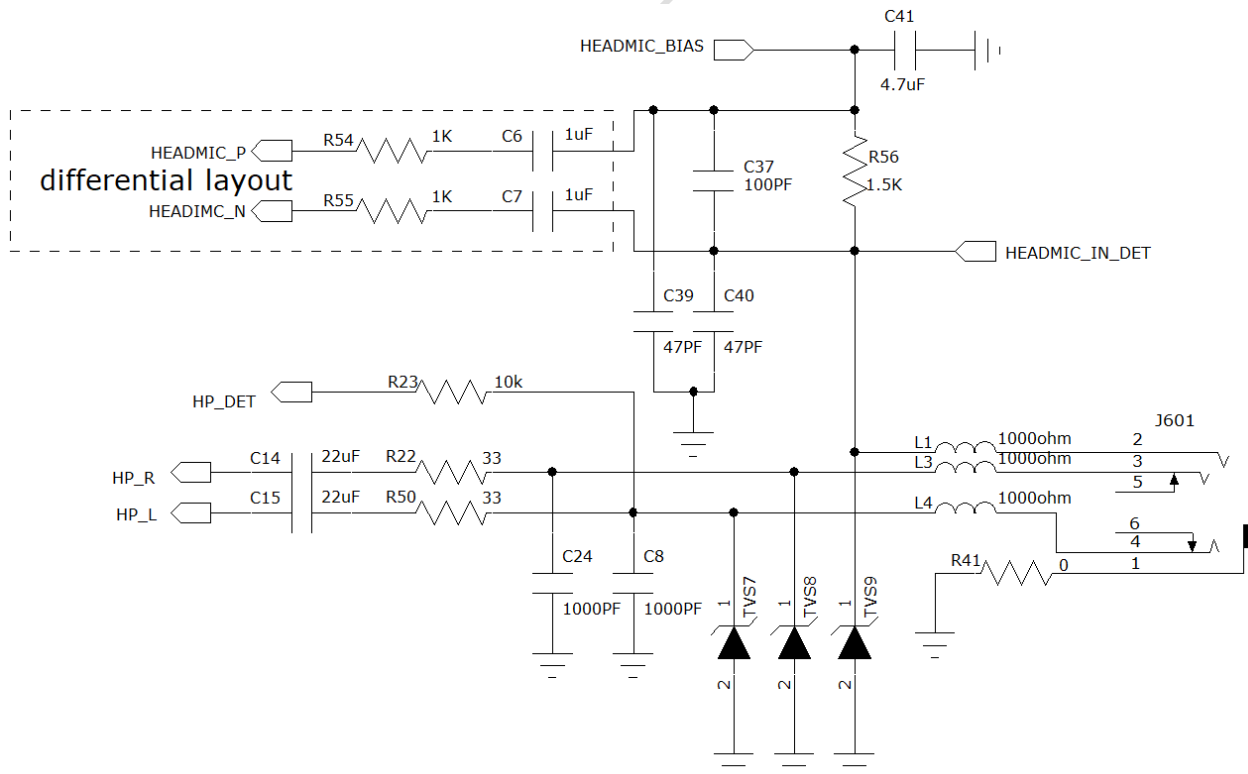 C41
HEADMIC_BIAS
4.7uF
R54 1K C6 1uF
HEADMIC_P
differential layout
R55 1K C7 1uF
HEADIMC_N
C37
100PF
R56
1.5K
HEADMIC_IN_DET
C39 C40
47PF 47PF
R23 10k
HP_DET
J601
L1 1000ohm 2
C14 22uF R22 33 L3 1000ohm 3
HP_R
5
C15 22uF R50 33 L4 1000ohm
HP_L
6
4
C24 C8 R41 0 1
1000PF 1000PF
1 TVS7 1 TVS8 1 TVS9
2 2 2